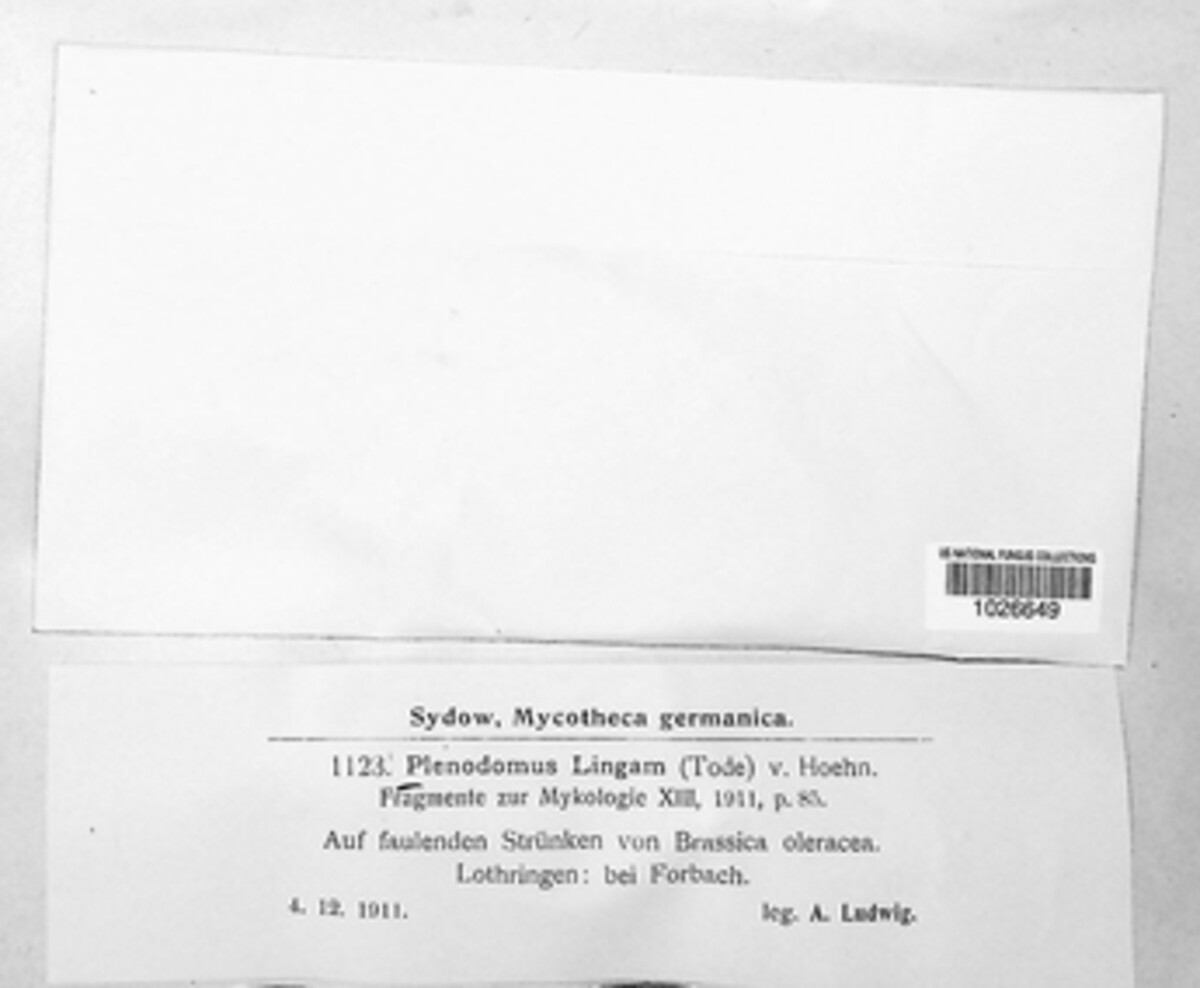 US NATIONAL FUNGUS COLLECTIONS
1026649
Sydow, Mycotheca germanica.
1123. Plenodomus Lingam (Tode) v. Hoehn.
Fragmente zur Mykologie XIII, 1911, p. 85.
Auf faulenden Strünken von Brassica oleracea.
Lothringen: bei Forbach.
4. 12. 1911. leg. A. Ludwig.